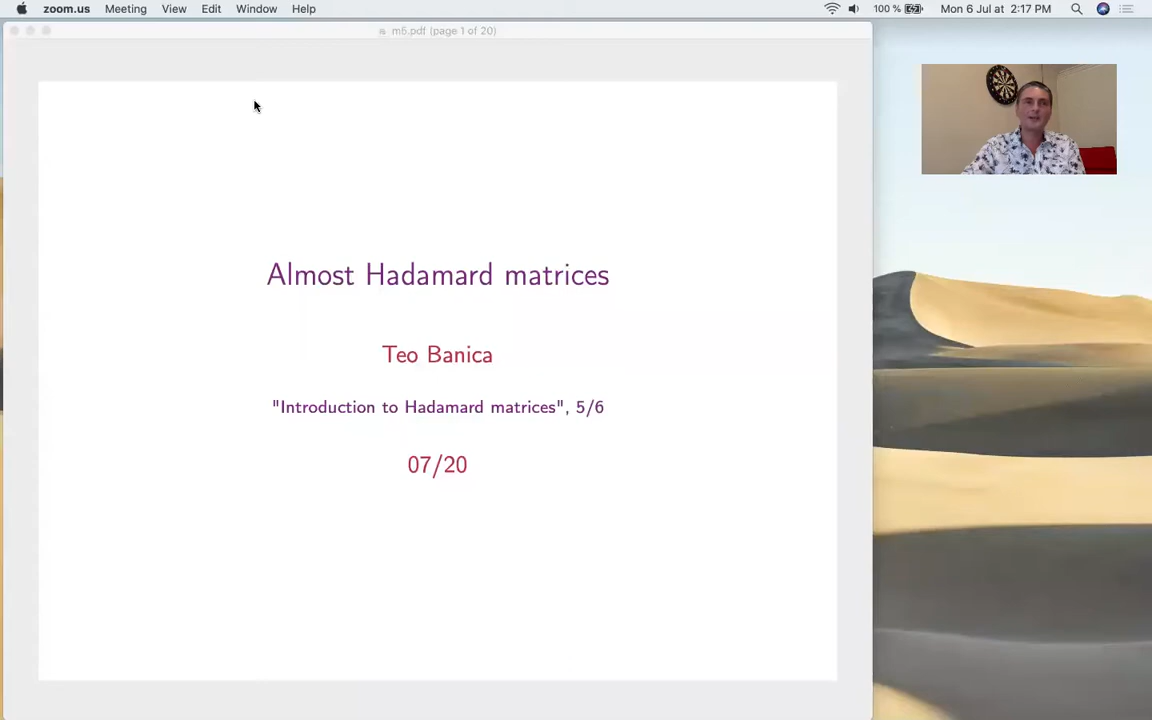 zoom.us Meeting View Edit Window Help 100 % Mon 6 Jul at 2:17 PM
m6.pdf (page 1 of 20)
Almost Hadamard matrices
Teo Banica
"Introduction to Hadamard matrices", 5/6
07/20